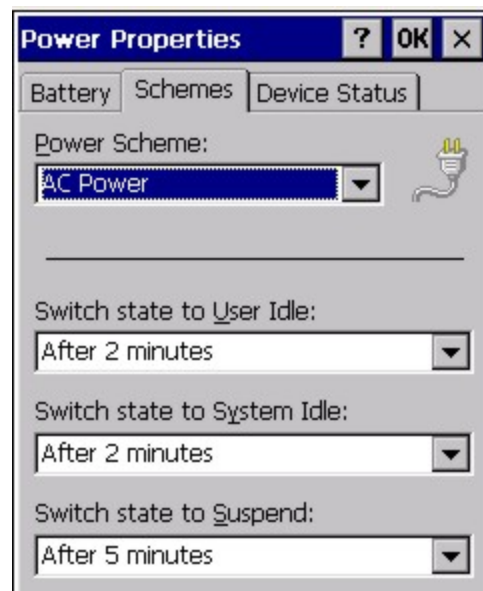 Power Properties ? OK ×
Battery Schemes Device Status
Power Scheme:
AC Power
Switch state to User Idle:
After 2 minutes
Switch state to System Idle:
After 2 minutes
Switch state to Suspend:
After 5 minutes